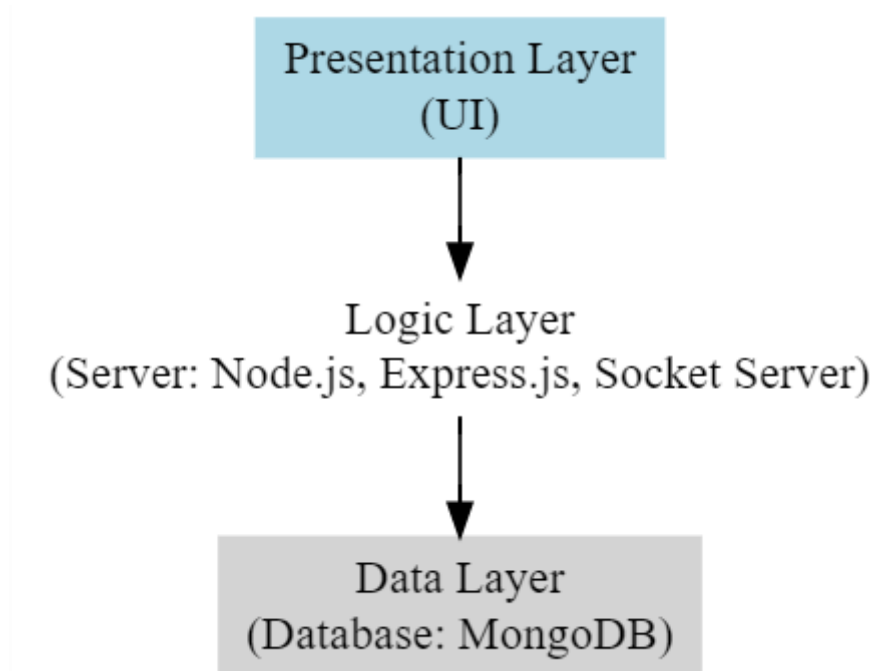 Presentation Layer
(UI)
Logic Layer
(Server: Node.js, Express.js, Socket Server)
Data Layer
(Database: MongoDB)